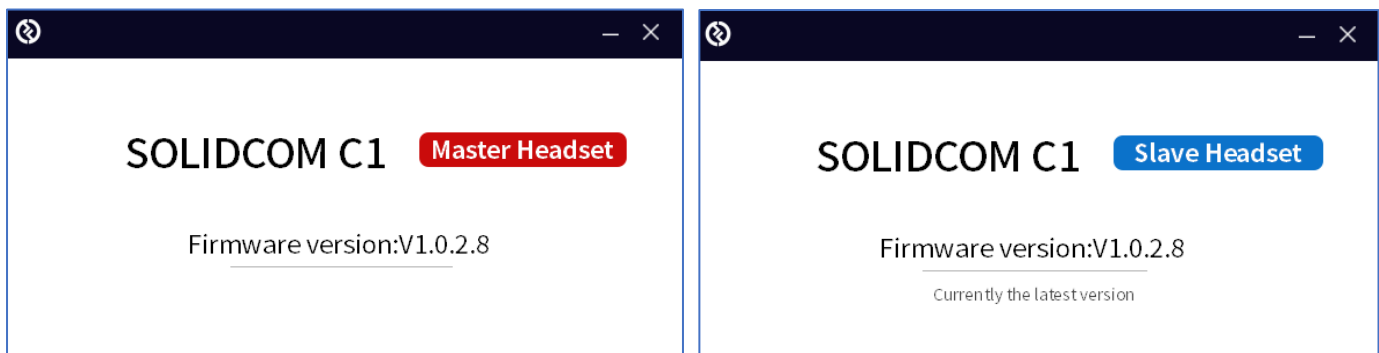 SOLIDCOM C1 Master Headset
Firmware version:V1.0.2.8
SOLIDCOM C1 Slave Headset
Firmware version:V1.0.2.8
Currently the latest version